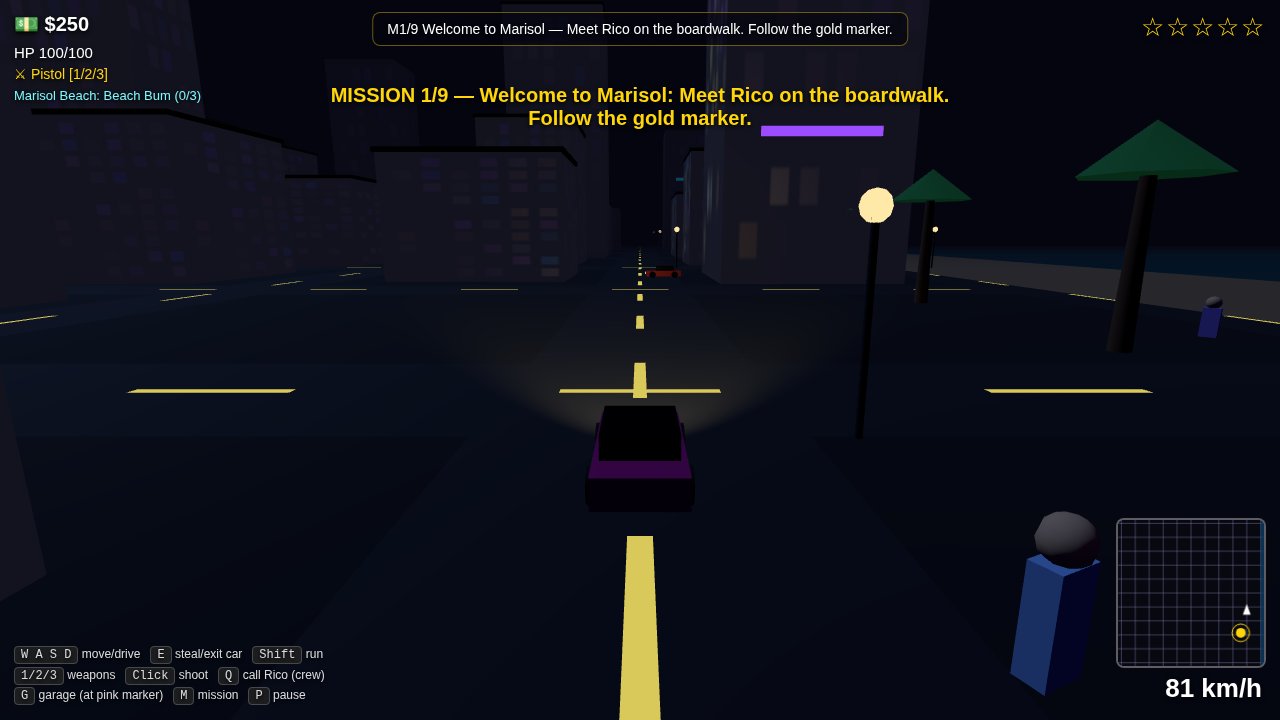 💵 $250
HP 100/100
⚔ Pistol [1/2/3]
Marisol Beach: Beach Bum (0/3)
M1/9 Welcome to Marisol — Meet Rico on the boardwalk. Follow the gold marker.
☆☆☆☆☆
MISSION 1/9 — Welcome to Marisol: Meet Rico on the boardwalk.
Follow the gold marker.
W A S D move/drive E steal/exit car Shift run
1/2/3 weapons Click shoot Q call Rico (crew)
G garage (at pink marker) M mission P pause
81 km/h